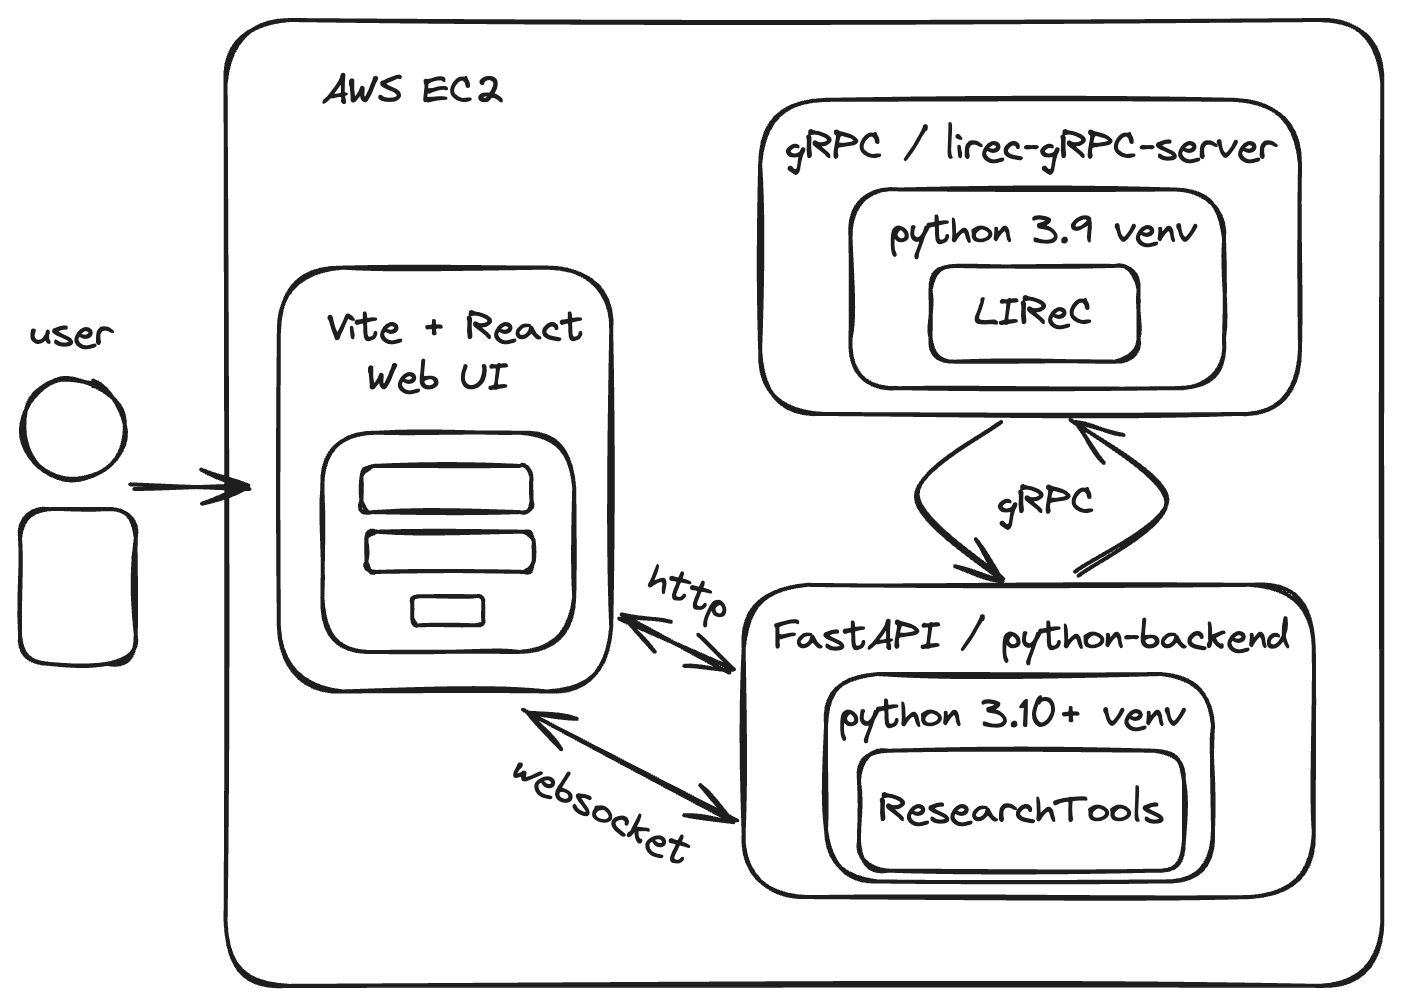 AWS EC2
gRPC / lirec-gRPC-server
python 3.9 venv
LIReC
user
Vite + React
Web UI
gRPC
http
websocket
FastAPI / python-backend
python 3.10+ venv
ResearchTools